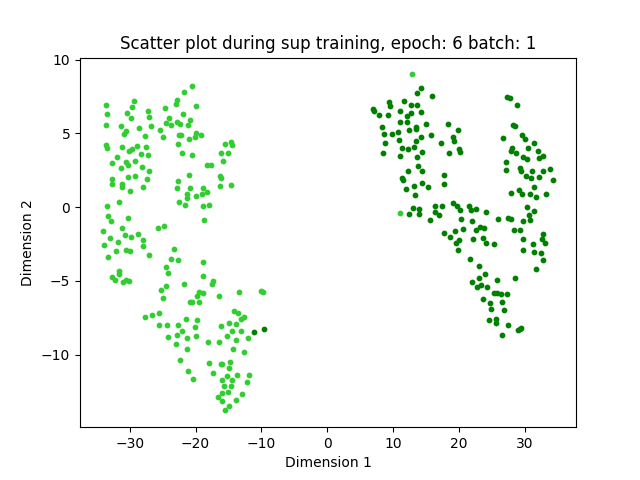 Scatter plot during sup training, epoch: 6 batch: 1
10
5
0
−5
−10
Dimension 2
−30 −20 −10 0 10 20 30
Dimension 1